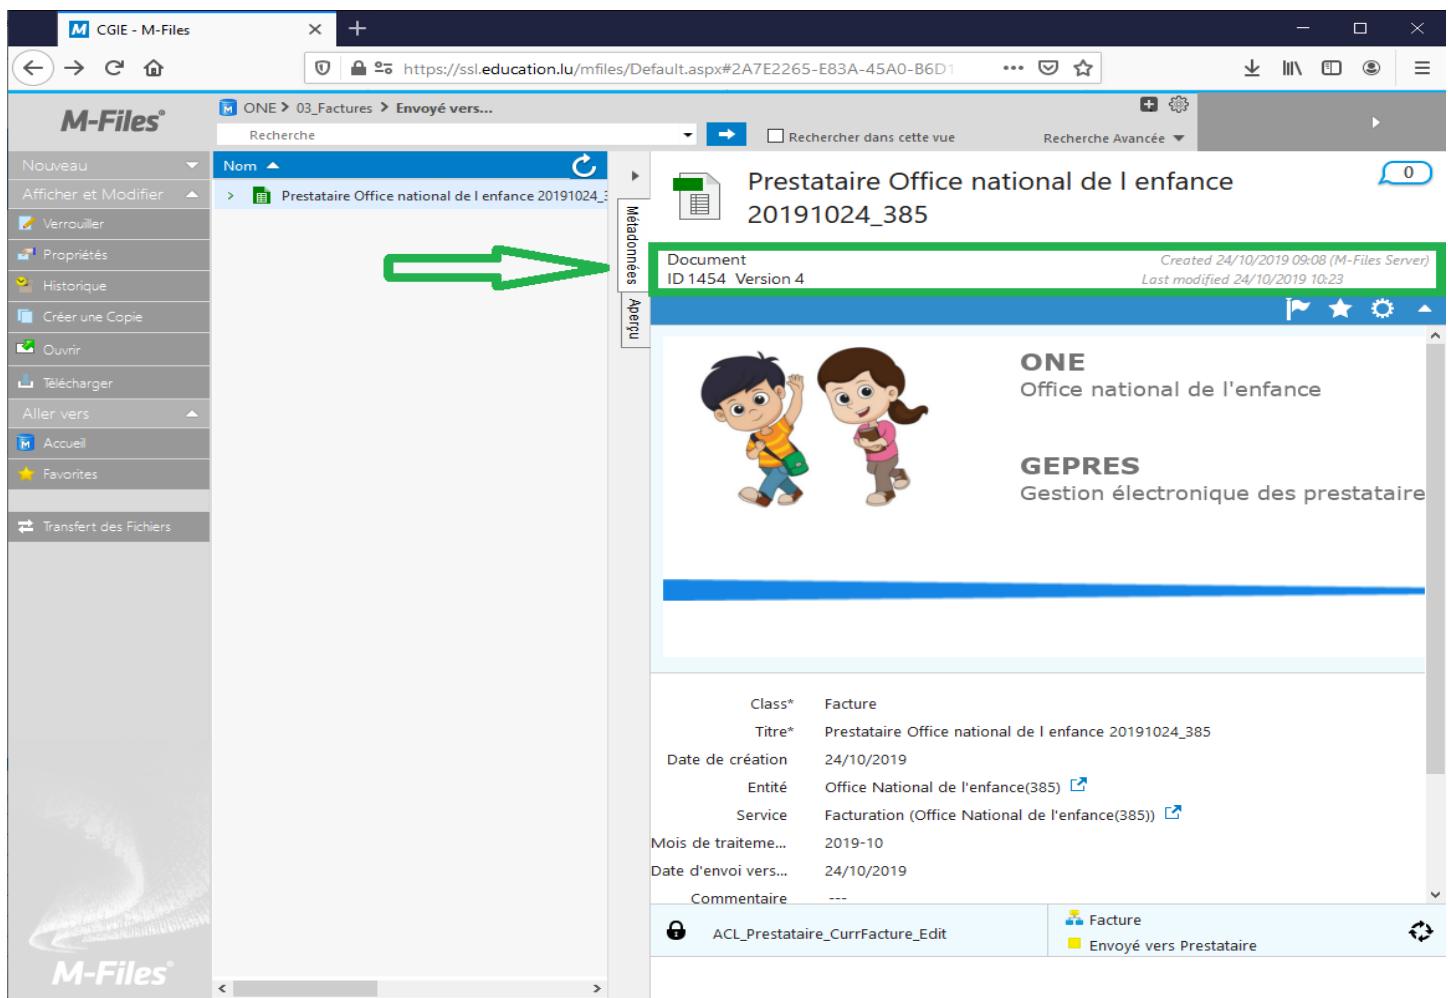 CGIE - M-Files
https://ssl.education.lu/mfiles/Default.aspx#2A7E2265-E83A-45A0-B6D1
M-Files
ONE > 03_Factures > Envoyé vers...
Recherche
Rechercher dans cette vue
Recherche Avancée
Nouveau
Afficher et Modifier
Verrouiller
Propriétés
Historique
Créer une Copie
Ouvrir
Télécharger
Aller vers
Accueil
Favorites
Transfert des Fichiers
M-Files
Nom
Prestataire Office national de l enfance 20191024_3
Métadonnées
Aperçu
Prestataire Office national de l enfance
20191024_385
0
Document
Created 24/10/2019 09:08 (M-Files Server)
ID 1454 Version 4
Last modified 24/10/2019 10:23
ONE
Office national de l'enfance
GEPRES
Gestion électronique des prestataire
Class* Facture
Titre* Prestataire Office national de l enfance 20191024_385
Date de création 24/10/2019
Entité Office National de l'enfance(385)
Service Facturation (Office National de l'enfance(385))
Mois de traiteme... 2019-10
Date d'envoi vers... 24/10/2019
Commentaire ---
ACL_Prestataire_CurrFacture_Edit
Facture
Envoyé vers Prestataire